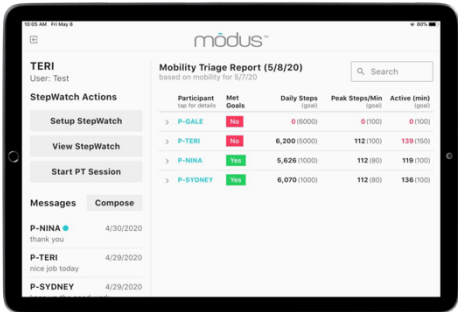 10:05 AM Fri May 8
80%
mōdus™
TERI
User: Test
StepWatch Actions
Setup StepWatch
View StepWatch
Start PT Session
Messages
Compose
P-NINA 4/30/2020
thank you
P-TERI 4/29/2020
nice job today
P-SYDNEY 4/29/2020
Mobility Triage Report (5/8/20)
based on mobility for 5/7/20
Search
Participant Met Daily Steps Peak Steps/Min Active (min)
tap for details Goals (goal) (goal) (goal)
P-GALE No 0 (6000) 0 (100) 0 (100)
P-TERI No 6,200 (5000) 112 (100) 139 (150)
P-NINA Yes 5,626 (1000) 112 (80) 119 (100)
P-SYDNEY Yes 6,070 (1000) 112 (80) 136 (100)